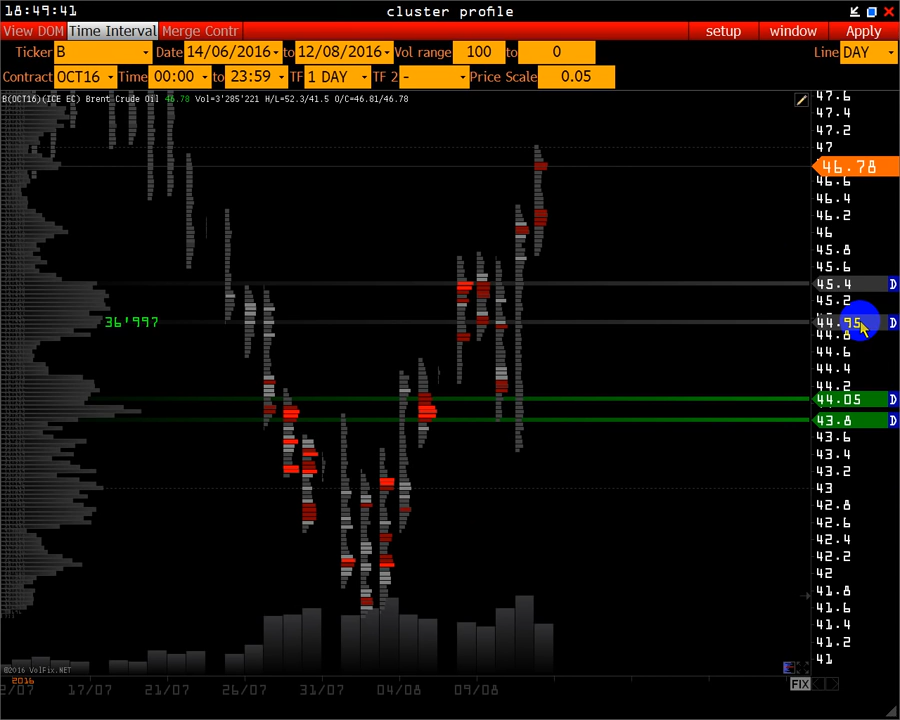 18:49:41 cluster profile
View DOM Time Interval Merge Contr setup window Apply
Ticker B Date 14/06/2016 to 12/08/2016 Vol range 100 to 0 Line DAY
Contract OCT16 Time 00:00 to 23:59 TF 1 DAY TF 2 - Price Scale 0.05
B(OCT16)(ICE EC) Brent Crude Oil 46.78 Vol=3'285'221 H/L=52.3/41.5 O/C=46.81/46.78
47.6
47.4
47.2
47
46.78
46.6
46.4
46.2
46
45.8
45.6
45.4 D
45.2
36'997
44.95 D
44.8
44.6
44.4
44.2
44.05 D
43.8 D
43.6
43.4
43.2
43
42.8
42.6
42.4
42.2
42
41.8
41.6
41.4
41.2
41
©2016 VolFix.NET
2016
FIX
2/07 17/07 21/07 26/07 31/07 04/08 09/08